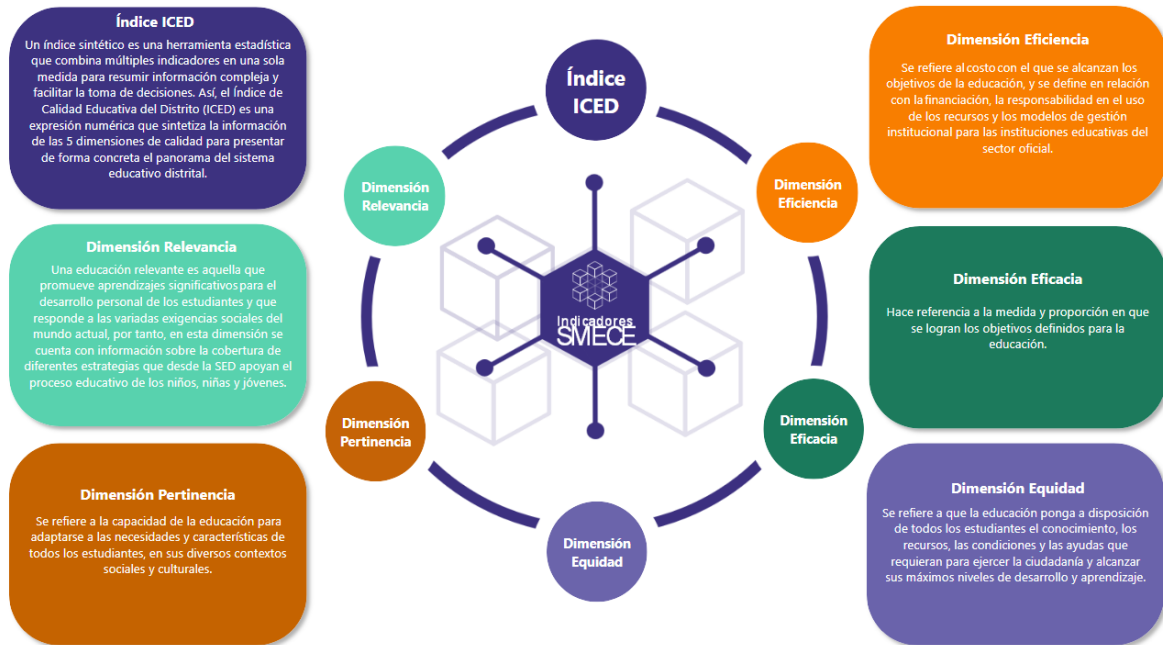 Índice ICED
Un índice sintético es una herramienta estadística
que combina múltiples indicadores en una sola
medida para resumir información compleja y
facilitar la toma de decisiones. Así, el Índice de
Calidad Educativa del Distrito (ICED) es una
expresión numérica que sintetiza la información
de las 5 dimensiones de calidad para presentar
de forma concreta el panorama del sistema
educativo distrital.
Dimensión Relevancia
Una educación relevante es aquella que
promueve aprendizajes significativos para el
desarrollo personal de los estudiantes y que
responde a las variadas exigencias sociales del
mundo actual, por tanto, en esta dimensión se
cuenta con información sobre la cobertura de
diferentes estrategias que desde la SED apoyan el
proceso educativo de los niños, niñas y jóvenes.
Dimensión Pertinencia
Se refiere a la capacidad de la educación para
adaptarse a las necesidades y características de
todos los estudiantes, en sus diversos contextos
sociales y culturales.
Índice
ICED
Dimensión
Relevancia
Dimensión
Eficiencia
Indicadores
SMECE
Dimensión
Pertinencia
Dimensión
Eficacia
Dimensión
Equidad
Dimensión Eficiencia
Se refiere al costo con el que se alcanzan los
objetivos de la educación, y se define en relación
con la financiación, la responsabilidad en el uso
de los recursos y los modelos de gestión
institucional para las instituciones educativas del
sector oficial.
Dimensión Eficacia
Hace referencia a la medida y proporción en que
se logran los objetivos definidos para la
educación.
Dimensión Equidad
Se refiere a que la educación ponga a disposición
de todos los estudiantes el conocimiento, los
recursos, las condiciones y las ayudas que
requieran para ejercer la ciudadanía y alcanzar
sus máximos niveles de desarrollo y aprendizaje.